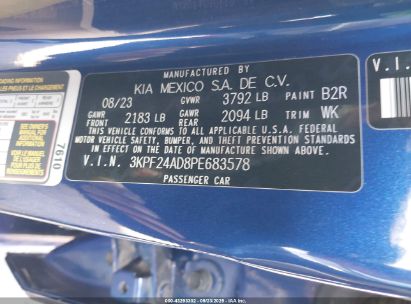 MANUFACTURED BY
KIA MEXICO S.A. DE C.V.
08/23 GVWR 3792 LB PAINT B2R
GAWR FRONT 2183 LB GAWR REAR 2094 LB TRIM WK
THIS VEHICLE CONFORMS TO ALL APPLICABLE U.S.A. FEDERAL
MOTOR VEHICLE SAFETY, BUMPER, AND THEFT PREVENTION
STANDARDS IN EFFECT ON THE DATE OF MANUFACTURE
SHOWN ABOVE.
V.I.N. 3KPF24AD8PE683578
PASSENGER CAR
7610
V.I.